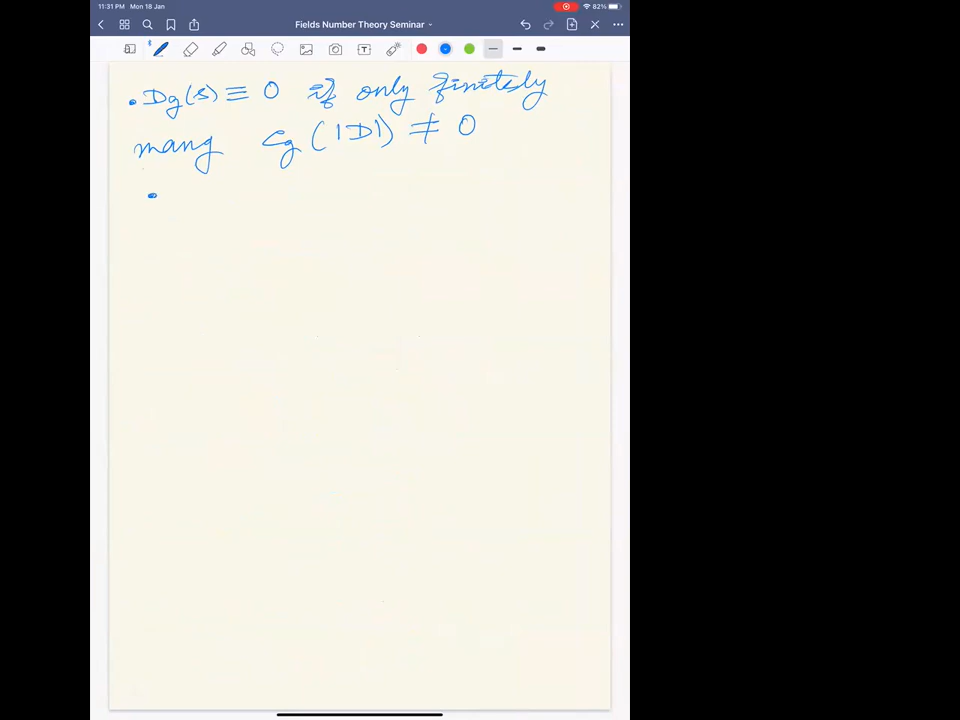 11:31 PM Mon 18 Jan
82%
Fields Number Theory Seminar
• Dg(s) ≡ 0 if only finitely
many cg(|D|) ≠ 0
•